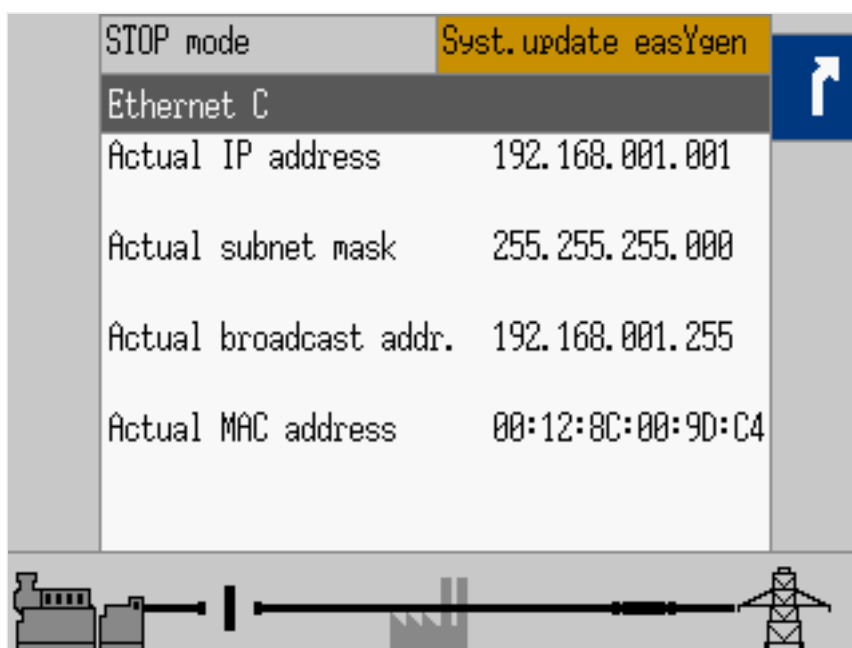 STOP mode
Syst.update easYgen
Ethernet C
Actual IP address 192.168.001.001
Actual subnet mask 255.255.255.000
Actual broadcast addr. 192.168.001.255
Actual MAC address 00:12:8C:00:9D:C4